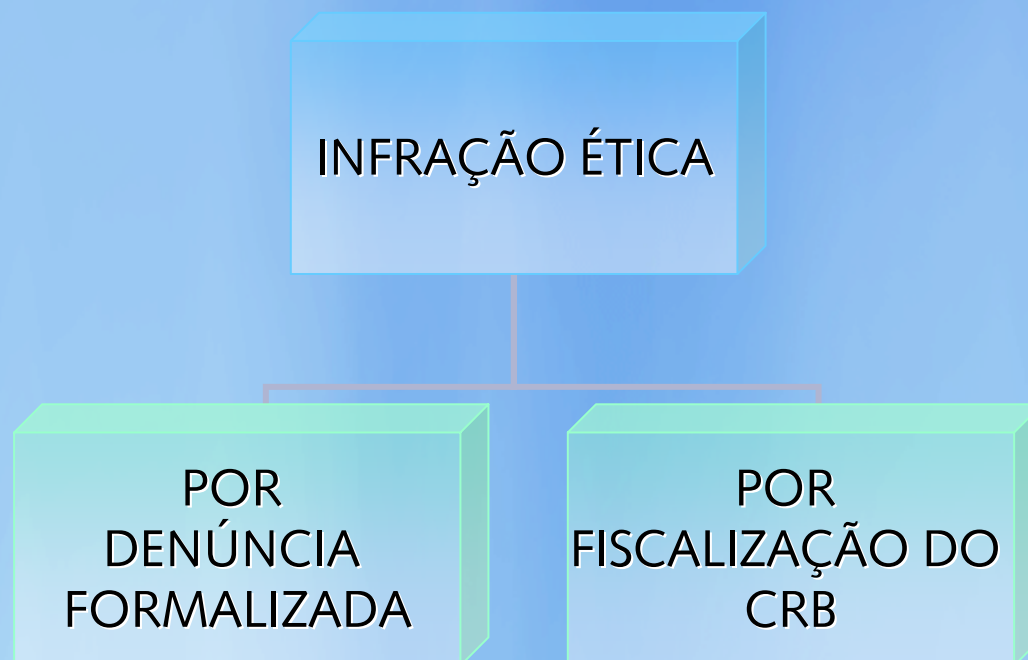 INFRAÇÃO ÉTICA
POR
DENÚNCIA
FORMALIZADA
POR
FISCALIZAÇÃO DO
CRB